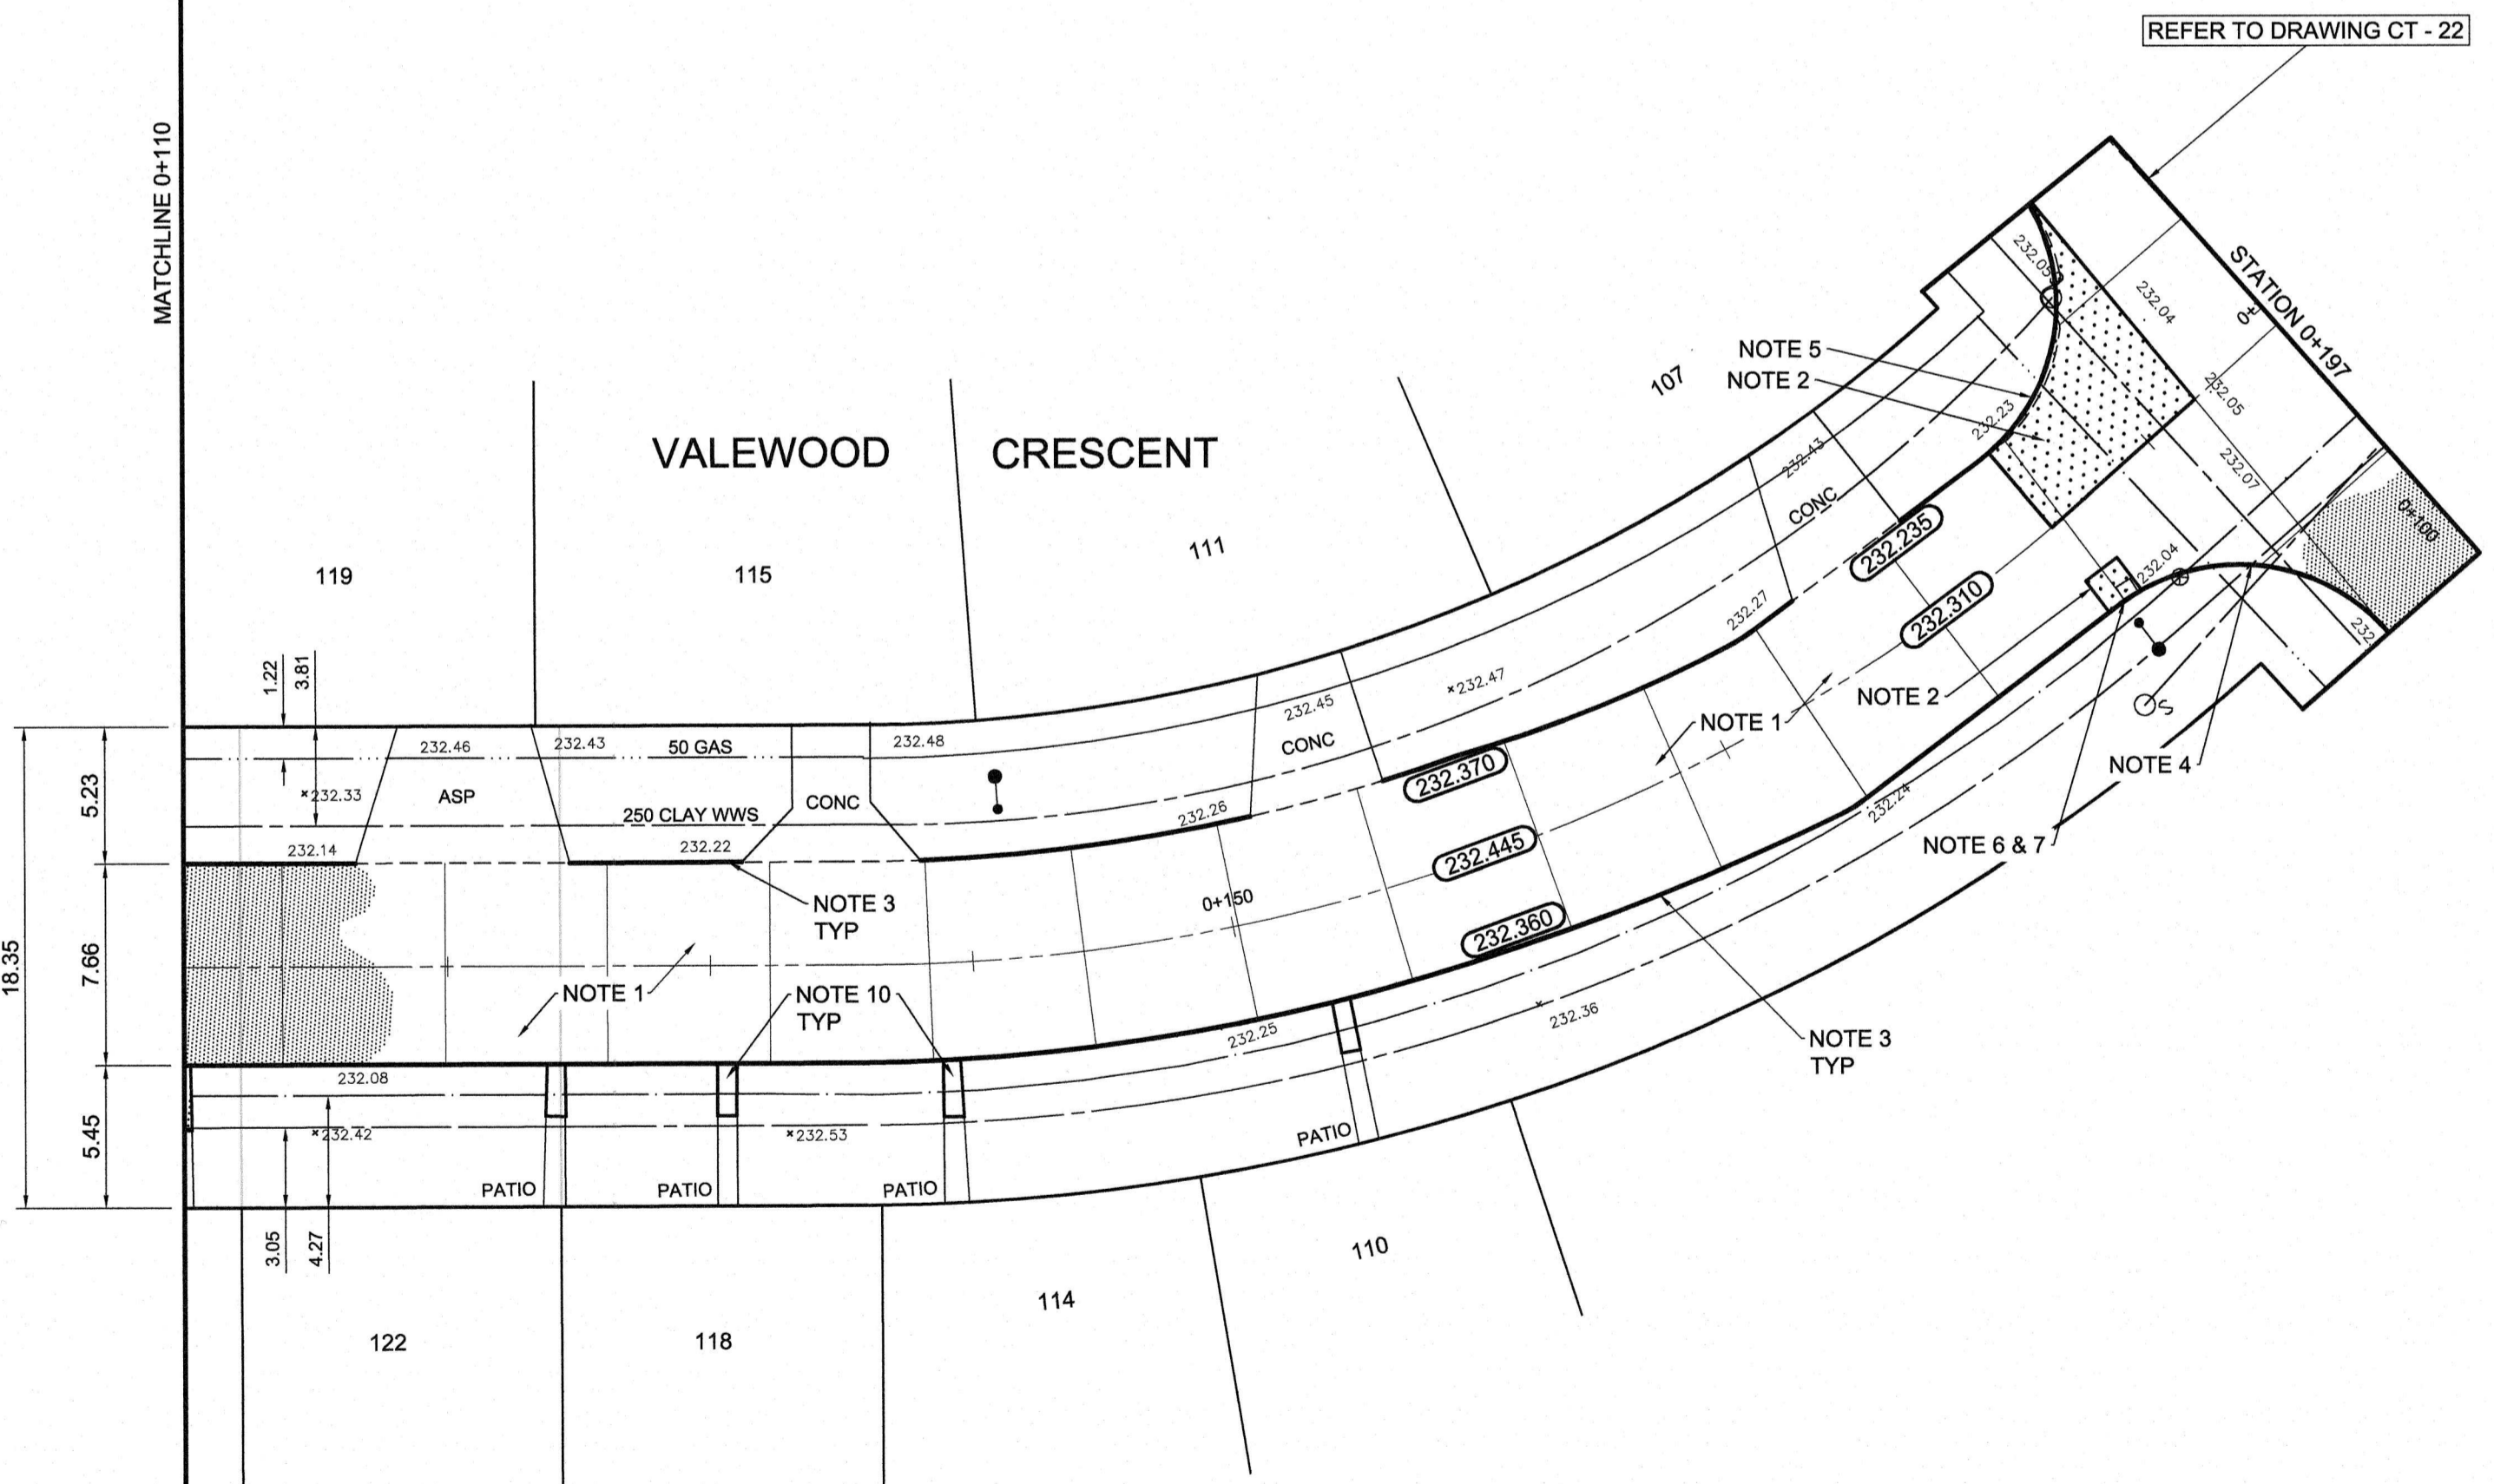 REFER TO DRAWING CT - 22
MATCHLINE 0+110
STATION 0+197
232.05
232.04
232.05
232.07
0+100
NOTE 5
NOTE 2
107
232.23
232.43
CONC
VALEWOOD CRESCENT
119
115
111
232.235
232.310
232.27
232.04
NOTE 2
NOTE 1
NOTE 4
NOTE 6 & 7
232.24
1.22
3.81
232.46
232.43
50 GAS
232.48
232.45
232.47
CONC
5.23
232.33
ASP
250 CLAY WWS
CONC
232.26
232.370
232.14
232.22
232.445
NOTE 3
TYP
0+150
232.360
18.35
7.66
NOTE 1
NOTE 10
TYP
232.25
232.36
NOTE 3
TYP
232.08
5.45
232.42
232.53
PATIO
PATIO
PATIO
PATIO
3.05
4.27
110
114
122
118